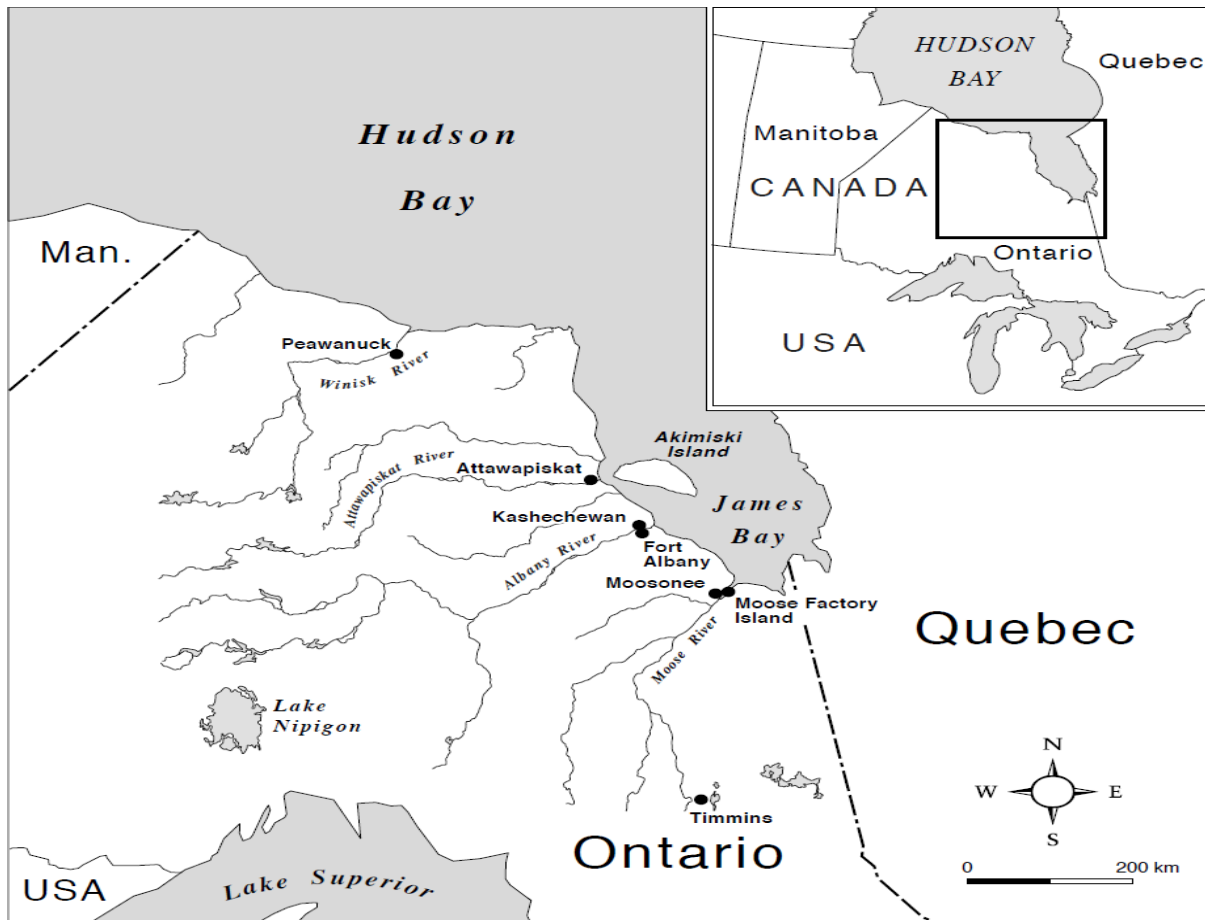 Hudson
Bay
Man.
Peawanuck
Winisk River
Attawapiskat River
Attawapiskat
Akimiski
Island
James
Bay
Kashechewan
Fort
Albany
Albany River
Moosonee
Moose Factory
Island
Moose River
Quebec
Lake
Nipigon
Timmins
Ontario
USA
Lake Superior
N
W
E
S
0
200 km
HUDSON
BAY
Quebec
Manitoba
CANADA
Ontario
USA